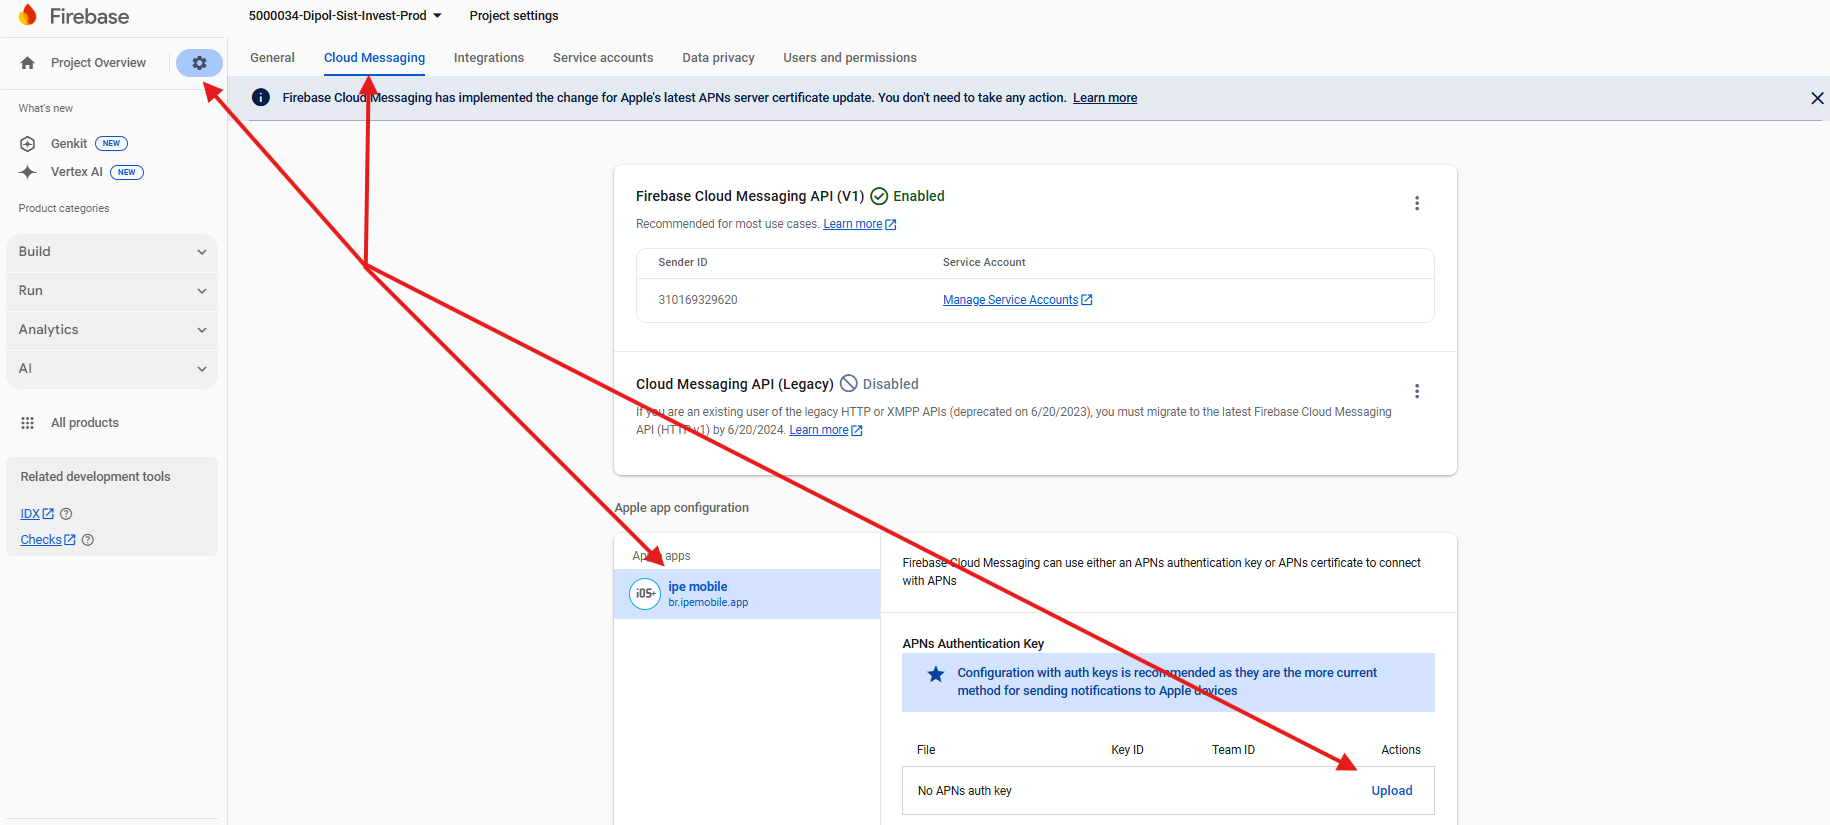 Firebase
5000034-Dipol-Sist-Invest-Prod
Project settings
Project Overview
General
Cloud Messaging
Integrations
Service accounts
Data privacy
Users and permissions
Firebase Cloud Messaging has implemented the change for Apple's latest APNs server certificate update. You don't need to take any action. Learn more
What's new
Genkit NEW
Vertex AI NEW
Product categories
Build
Run
Analytics
AI
All products
Related development tools
IDX
Checks
Firebase Cloud Messaging API (V1) Enabled
Recommended for most use cases. Learn more
Sender ID
Service Account
310169329620
Manage Service Accounts
Cloud Messaging API (Legacy) Disabled
If you are an existing user of the legacy HTTP or XMPP APIs (deprecated on 6/20/2023), you must migrate to the latest Firebase Cloud Messaging
API (HTTP v1) by 6/20/2024. Learn more
Apple app configuration
Apple apps
iOS+
ipe mobile
br.ipemobile.app
Firebase Cloud Messaging can use either an APNs authentication key or APNs certificate to connect
with APNs
APNs Authentication Key
Configuration with auth keys is recommended as they are the more current
method for sending notifications to Apple devices
File
Key ID
Team ID
Actions
No APNs auth key
Upload